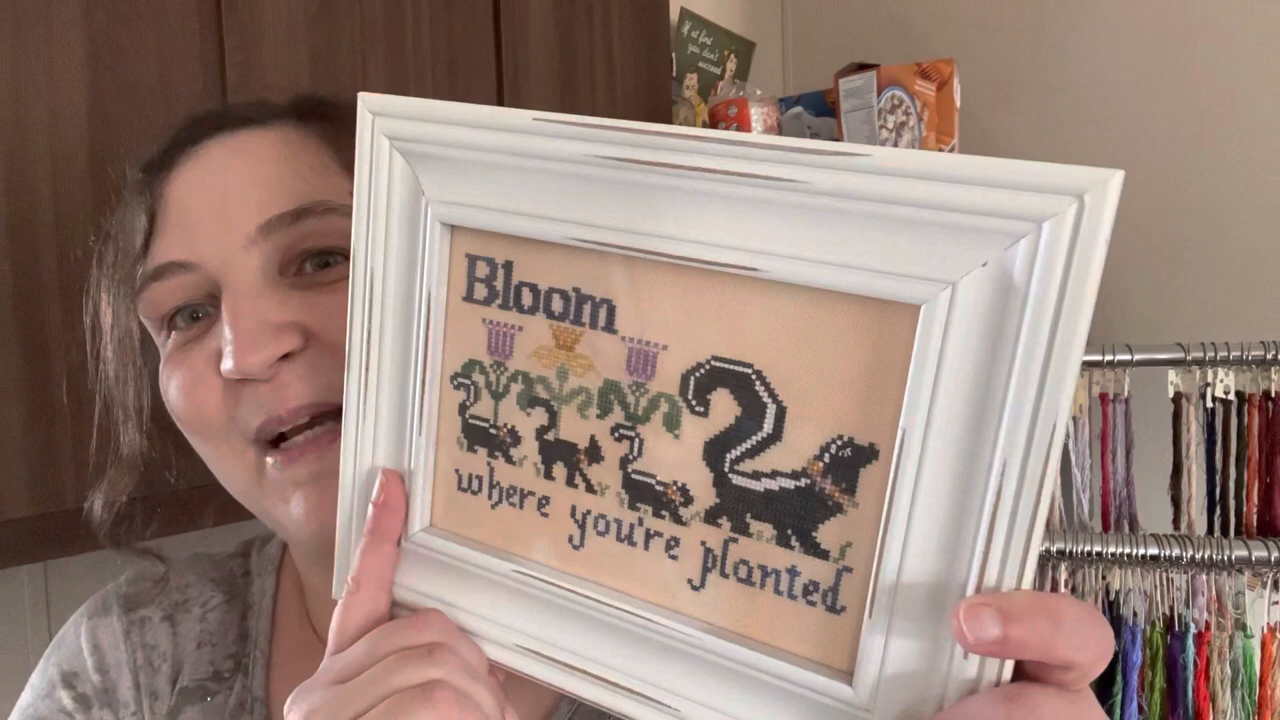 If at first
you don't
succeed
Bloom
where you're planted